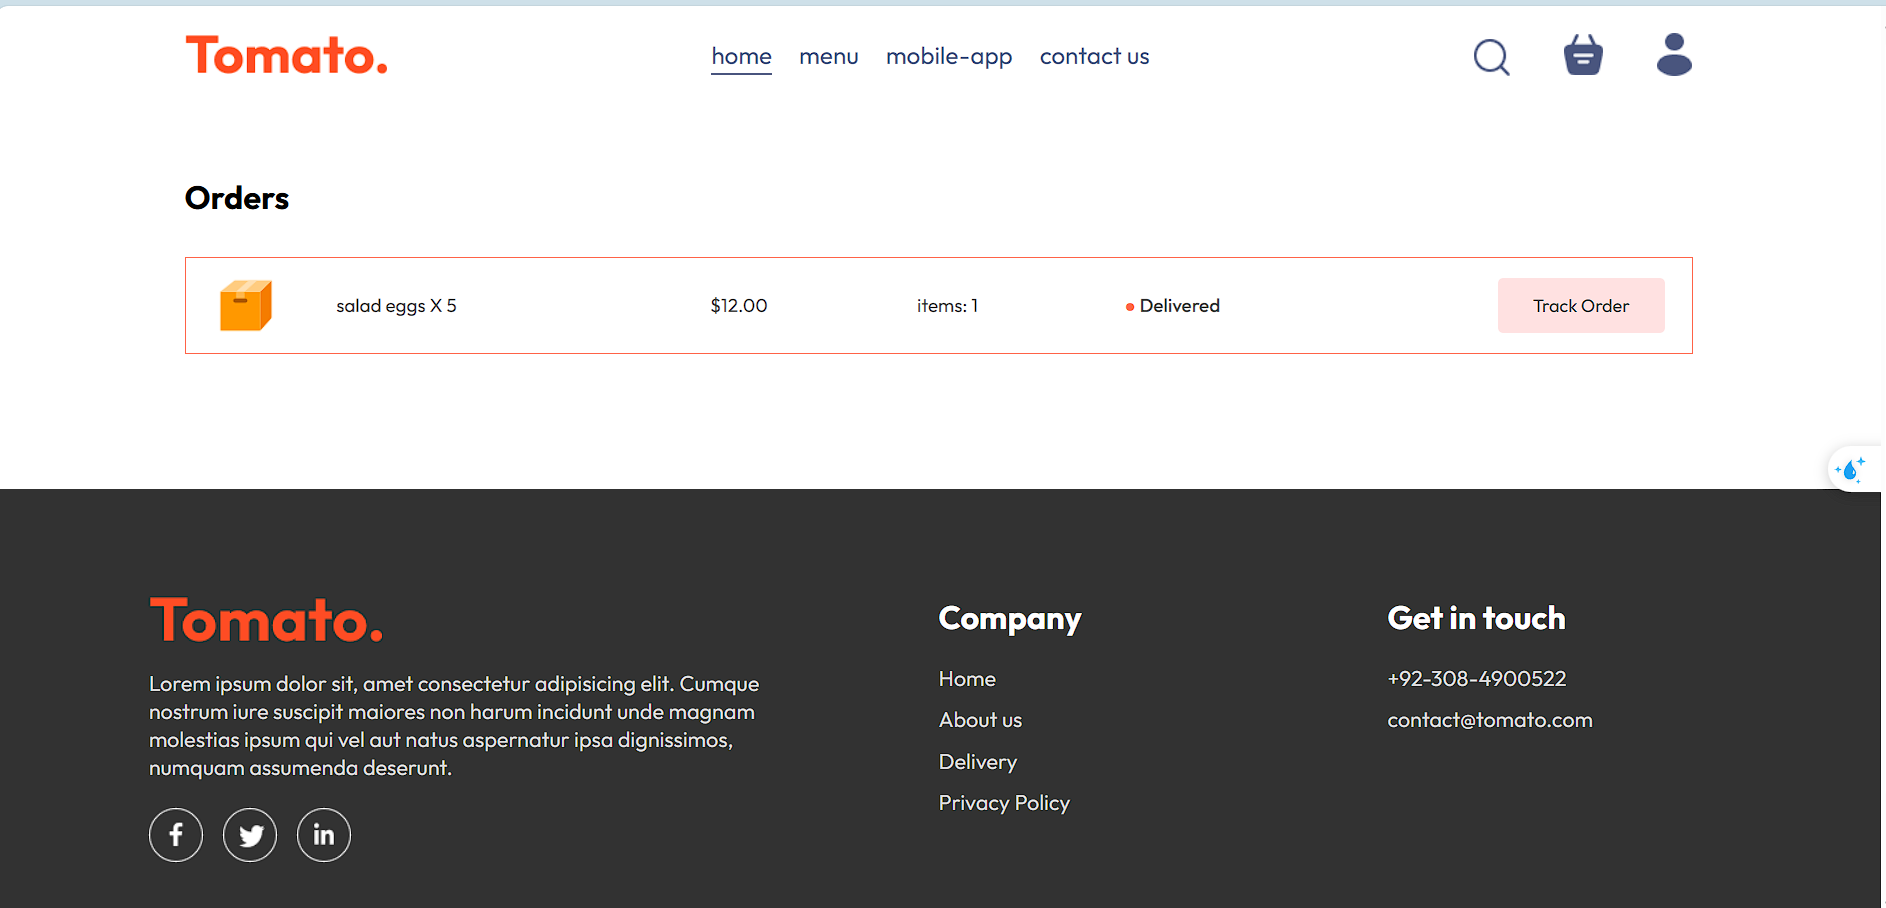 Tomato.
home menu mobile-app contact us
Orders
salad eggs X 5 $12.00 items: 1 Delivered Track Order
Tomato.
Lorem ipsum dolor sit, amet consectetur adipisicing elit. Cumque
nostrum iure suscipit maiores non harum incidunt unde magnam
molestias ipsum qui vel aut natus aspernatur ipsa dignissimos,
numquam assumenda deserunt.
Company
Home
About us
Delivery
Privacy Policy
Get in touch
+92-308-4900522
contact@tomato.com